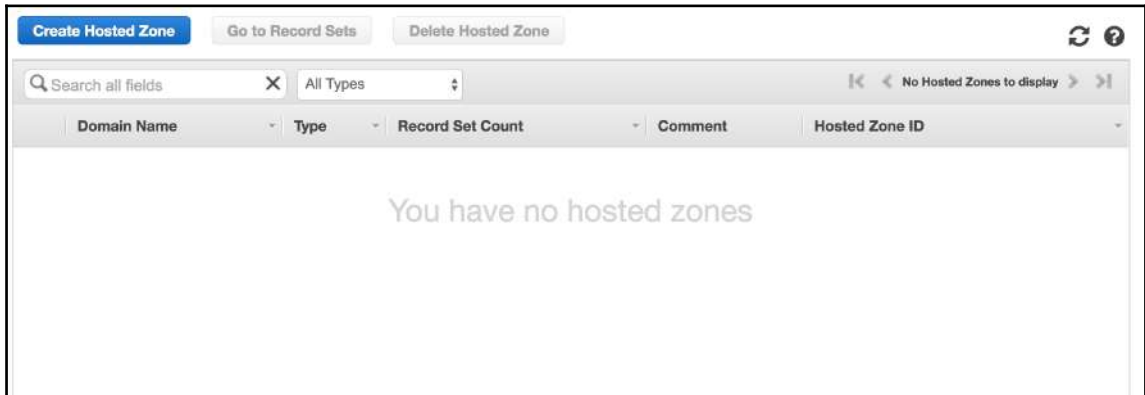 Create Hosted Zone Go to Record Sets Delete Hosted Zone
Search all fields All Types No Hosted Zones to display
Domain Name Type Record Set Count Comment Hosted Zone ID
You have no hosted zones